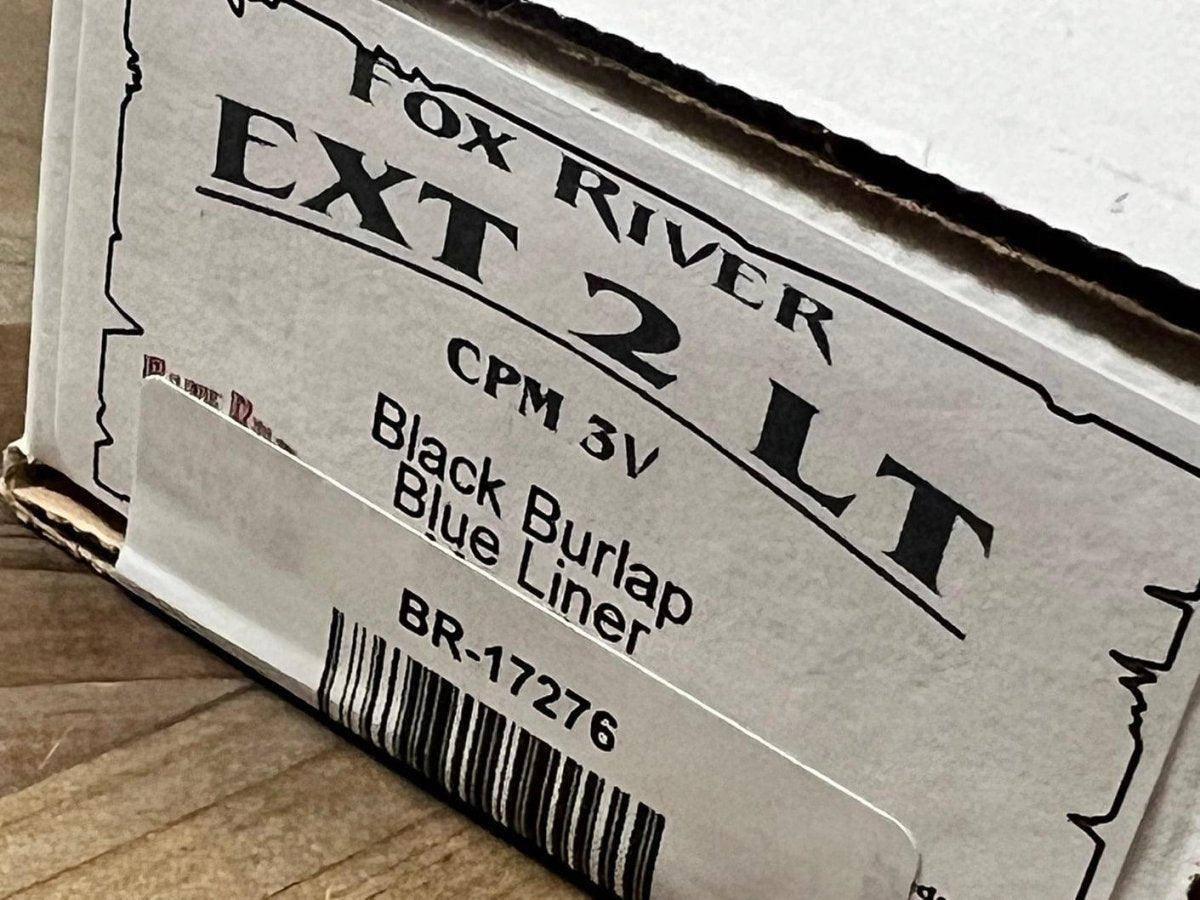 FOX RIVER
EXT 2 LT
CPM 3V
Black Burlap
Blue Liner
BR-17276